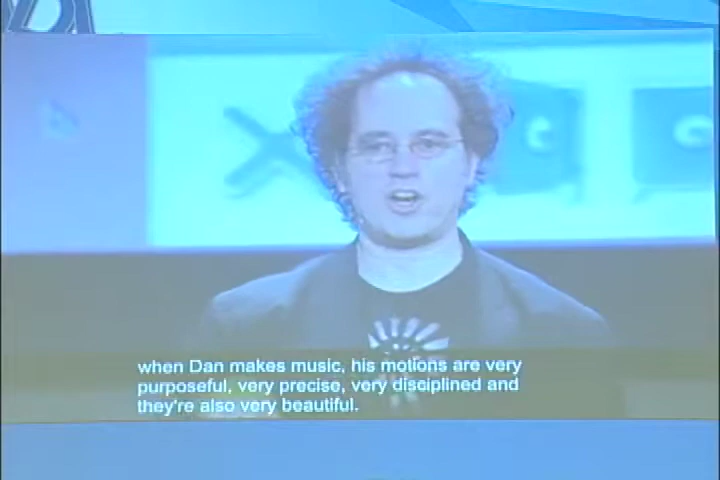 when Dan makes music, his motions are very
purposeful, very precise, very disciplined and
they're also very beautiful.